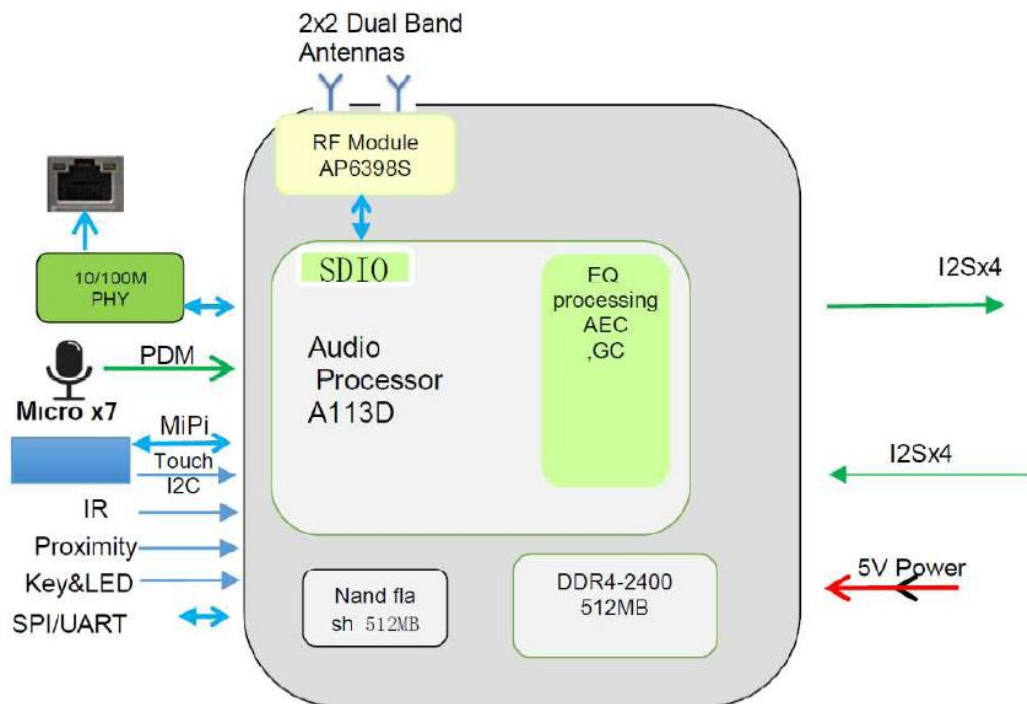 2x2 Dual Band
Antennas
RF Module
AP6398S
10/100M
PHY
SDIO
EQ
processing
AEC
,GC
I2Sx4
Audio
Processor
A113D
PDM
Micro x7
MiPi
Touch
I2C
I2Sx4
IR
Proximity
Key&LED
SPI/UART
Nand fla
sh 512MB
DDR4-2400
512MB
5V Power